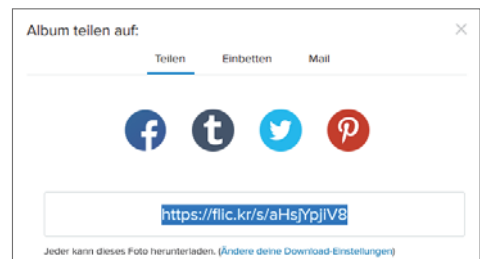 Album teilen auf:
Teilen Einbetten Mail
https://flic.kr/s/aHsjYpjiV8
Jeder kann dieses Foto herunterladen. (Ändere deine Download-Einstellungen)